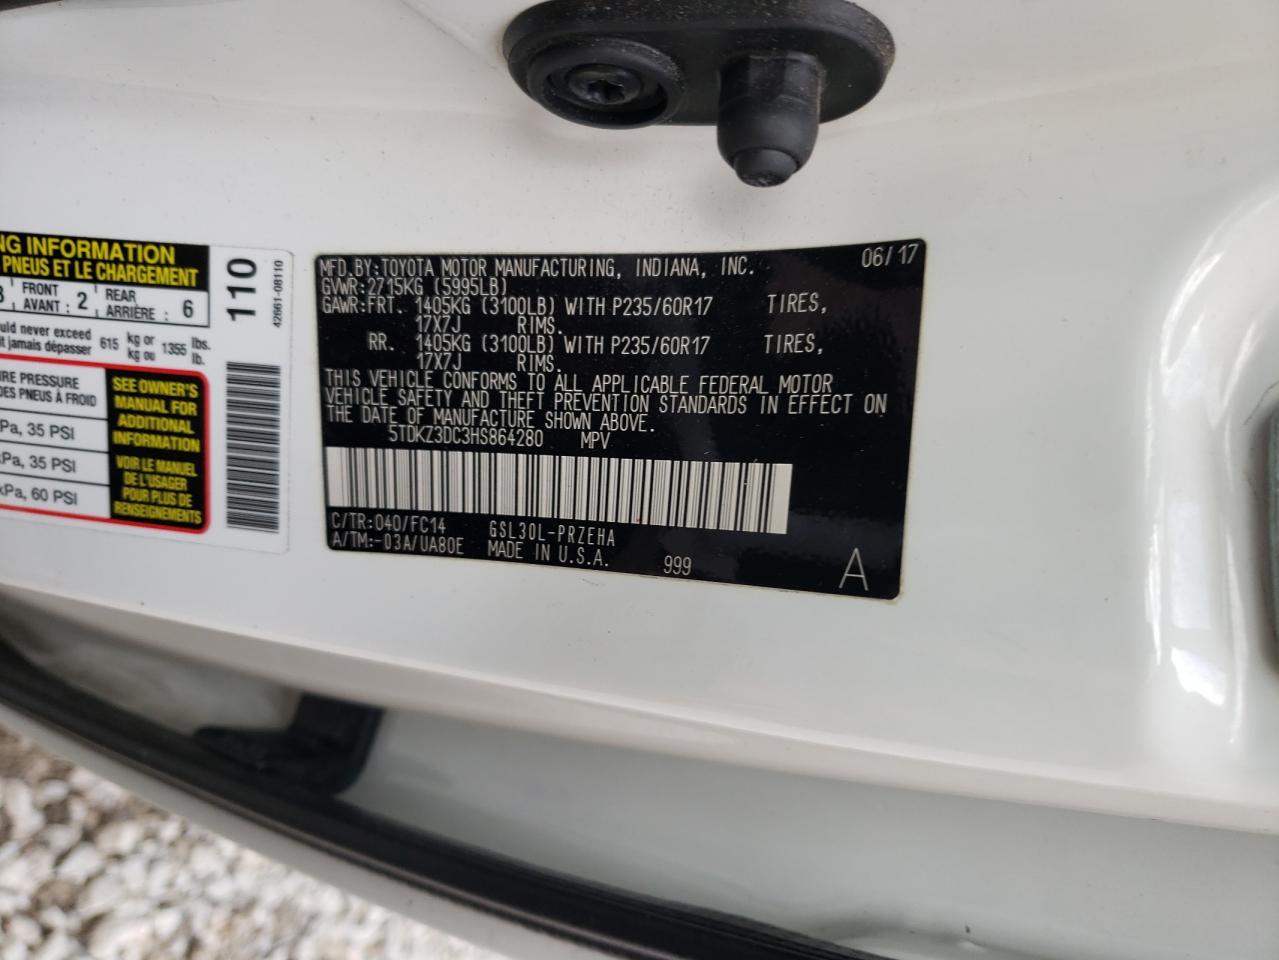 NG INFORMATION
PNEUS ET LE CHARGEMENT
FRONT
AVANT : 2
REAR
ARRIÈRE : 6
uld never exceed
it jamais dépasser
615 kg or
kg ou
1355 lbs.
lb.
RE PRESSURE
DES PNEUS À FROID
Pa, 35 PSI
kPa, 35 PSI
kPa, 60 PSI
SEE OWNER'S
MANUAL FOR
ADDITIONAL
INFORMATION
VOIR LE MANUEL
DE L'USAGER
POUR PLUS DE
RENSEIGNEMENTS
110
42661-08110
MFD.BY:TOYOTA MOTOR MANUFACTURING, INDIANA, INC. 06/17
GVWR:2715KG (5995LB)
GAWR:FRT. 1405KG (3100LB) WITH P235/60R17 TIRES,
17X7J RIMS.
RR. 1405KG (3100LB) WITH P235/60R17 TIRES,
17X7J RIMS.
THIS VEHICLE CONFORMS TO ALL APPLICABLE FEDERAL MOTOR
VEHICLE SAFETY AND THEFT PREVENTION STANDARDS IN EFFECT ON
THE DATE OF MANUFACTURE SHOWN ABOVE.
5TDKZ3DC3HS864280 MPV
C/TR:040/FC14 GSL30L-PRZEHA
A/TM:-03A/UA80E MADE IN U.S.A. 999 A